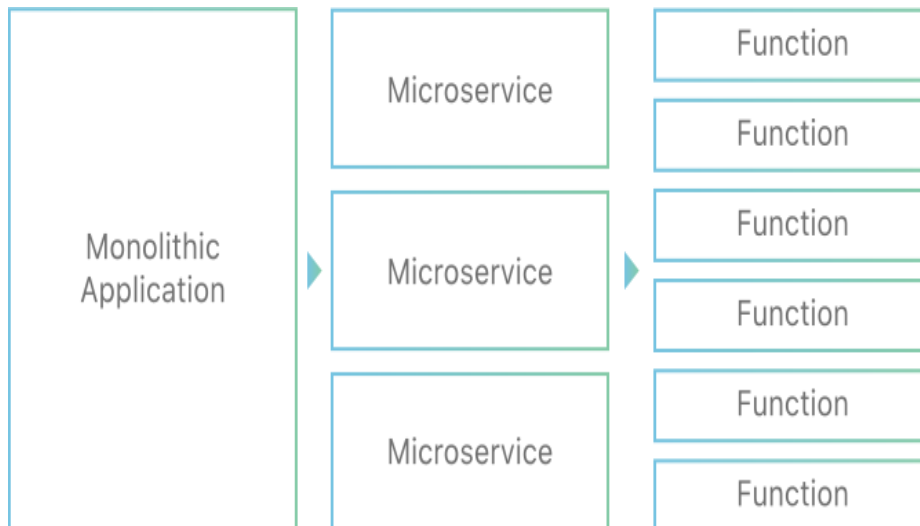 Monolithic
Application
Microservice
Microservice
Microservice
Function
Function
Function
Function
Function
Function